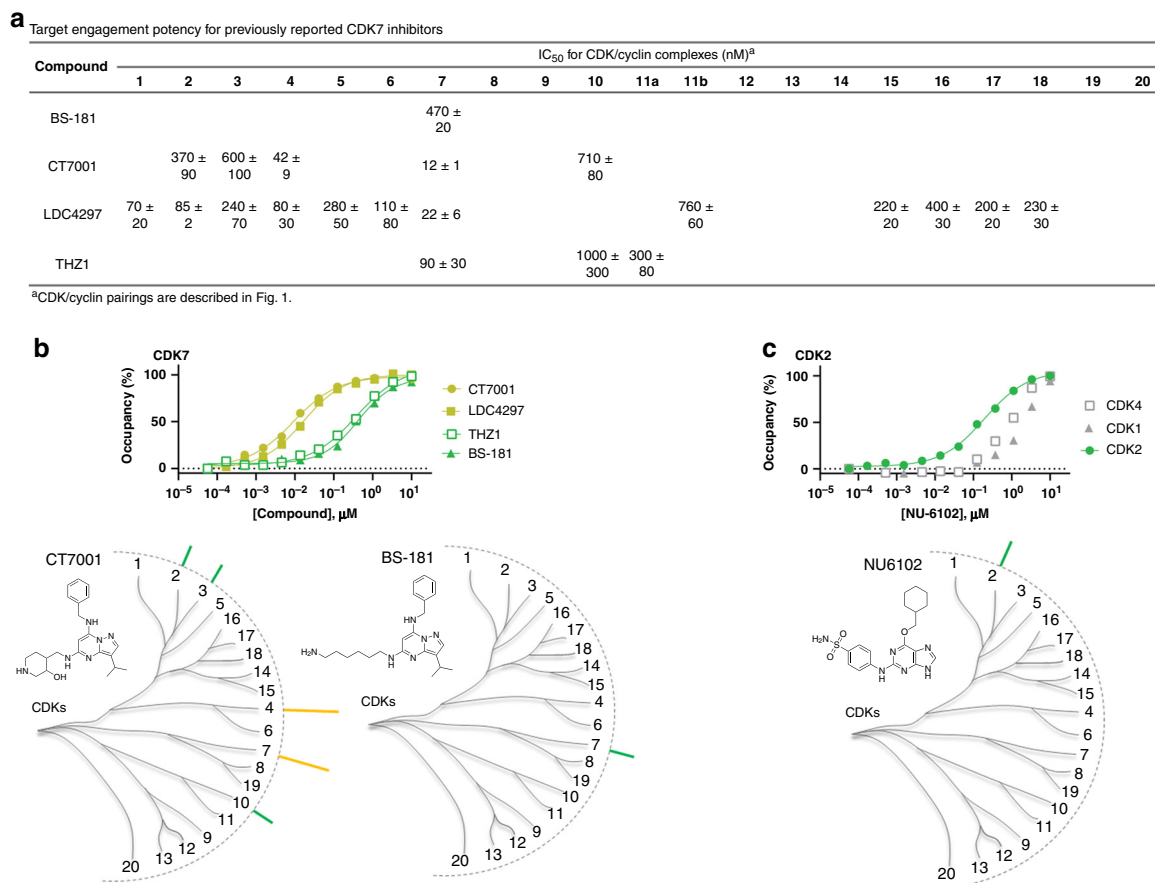 a
Target engagement potency for previously reported CDK7 inhibitors
Compound
IC50 for CDK/cyclin complexes (nM)a
1 2 3 4 5 6 7 8 9 10 11a 11b 12 13 14 15 16 17 18 19 20
BS-181 470 ± 20
CT7001 370 ± 90 600 ± 100 42 ± 9 12 ± 1 710 ± 80
LDC4297 70 ± 20 85 ± 2 240 ± 70 80 ± 30 280 ± 50 110 ± 80 22 ± 6 760 ± 60 220 ± 20 400 ± 30 200 ± 20 230 ± 30
THZ1 90 ± 30 1000 ± 300 300 ± 80
aCDK/cyclin pairings are described in Fig. 1.
b
CDK7
Occupancy (%)
100
50
0
10−5 10−4 10−3 10−2 10−1 100 101
[Compound], μM
CT7001
LDC4297
THZ1
BS-181
c
CDK2
Occupancy (%)
100
50
0
10−5 10−4 10−3 10−2 10−1 100 101
[NU-6102], μM
CDK4
CDK1
CDK2
CT7001
HN
N
N
N
N
H
HN
OH
CDKs
1
2
3
5
16
17
18
14
15
4
6
7
8
19
10
11
9
12
13
20
BS-181
HN
N
N
N
N
H
H2N
CDKs
1
2
3
5
16
17
18
14
15
4
6
7
8
19
10
11
9
12
13
20
NU6102
O
N
N
N
N
H
N
H
H2N
O
S
O
CDKs
1
2
3
5
16
17
18
14
15
4
6
7
8
19
10
11
9
12
13
20